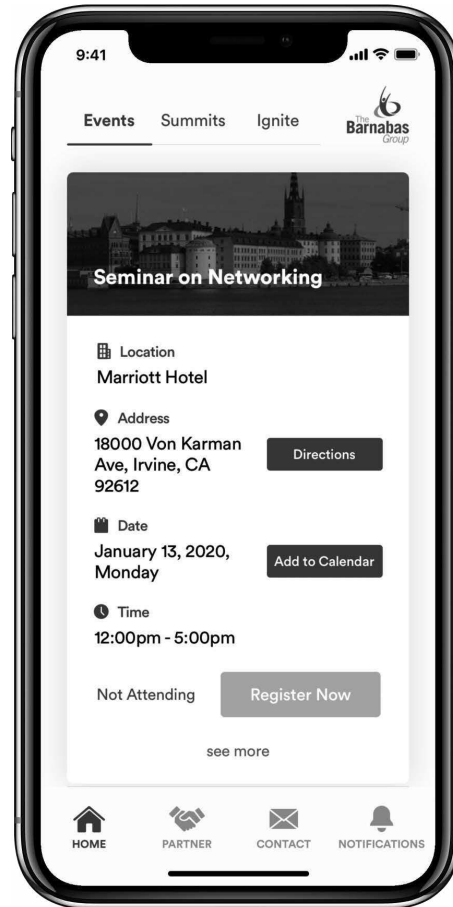 9:41
Events Summits Ignite
The
Barnabas
Group
Seminar on Networking
Location
Marriott Hotel
Address
18000 Von Karman
Ave, Irvine, CA
92612
Directions
Date
January 13, 2020,
Monday
Add to Calendar
Time
12:00pm - 5:00pm
Not Attending Register Now
see more
HOME PARTNER CONTACT NOTIFICATIONS